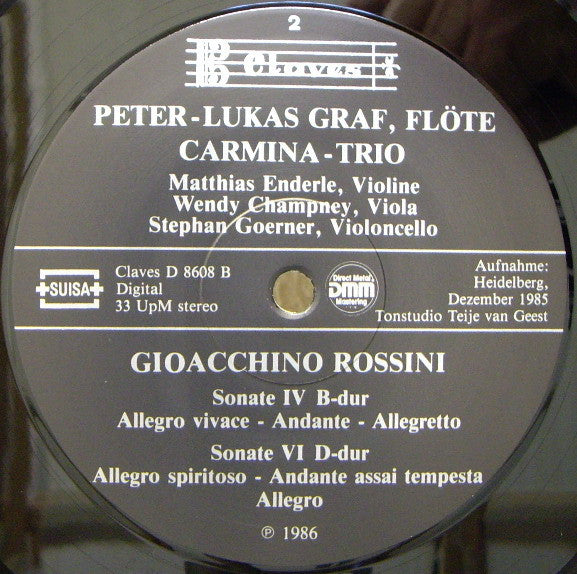 2
Claves
PETER-LUKAS GRAF, FLÖTE
CARMINA-TRIO
Matthias Enderle, Violine
Wendy Champney, Viola
Stephan Goerner, Violoncello
SUISA
Claves D 8608 B
Digital
33 UpM stereo
Direct Metal
DMM
Mastering
Aufnahme:
Heidelberg,
Dezember 1985
Tonstudio Teije van Geest
GIOACCHINO ROSSINI
Sonate IV B-dur
Allegro vivace - Andante - Allegretto
Sonate VI D-dur
Allegro spiritoso - Andante assai tempesta
Allegro
℗ 1986